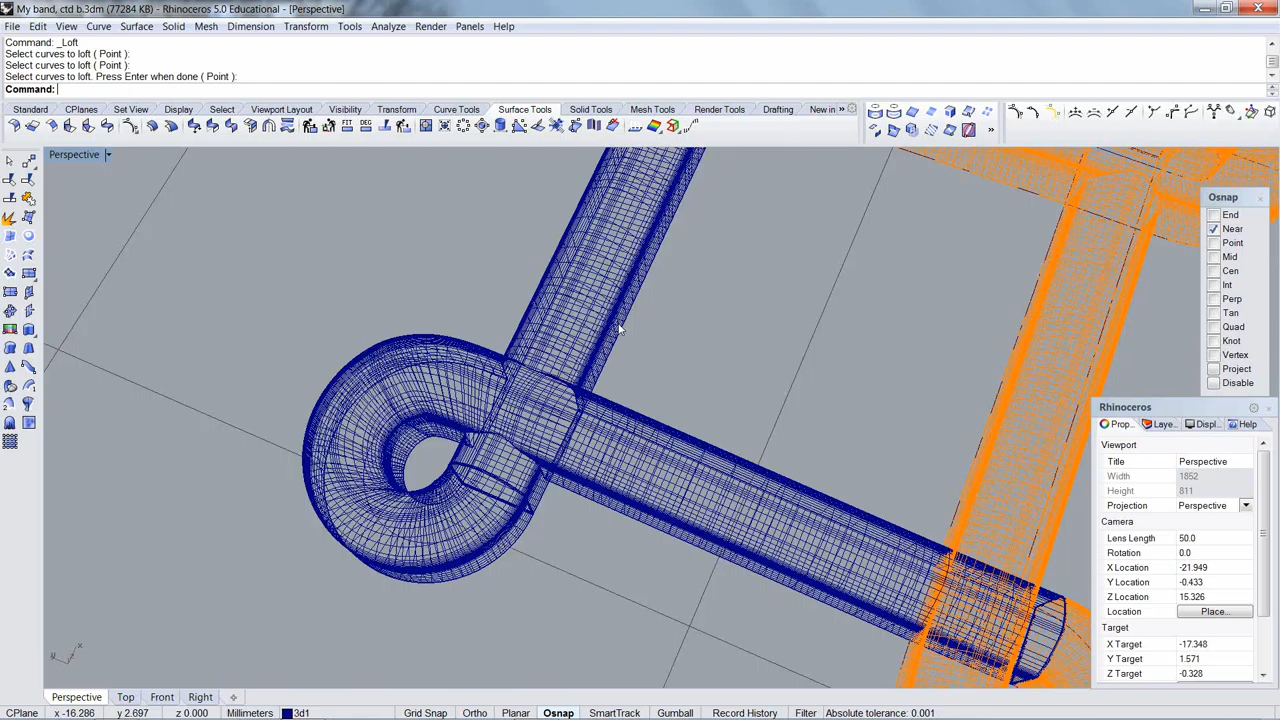 My band, ctd b.3dm (77284 KB) - Rhinoceros 5.0 Educational - [Perspective]
File Edit View Curve Surface Solid Mesh Dimension Transform Tools Analyze Render Panels Help
Command: _Loft
Select curves to loft ( Point ):
Select curves to loft ( Point ):
Select curves to loft. Press Enter when done ( Point ):
Command:
Standard CPlanes Set View Display Select Viewport Layout Visibility Transform Curve Tools Surface Tools Solid Tools Mesh Tools Render Tools Drafting New in »
FIT DEG
Perspective
Osnap
End
Near
Point
Mid
Cen
Int
Perp
Tan
Quad
Knot
Vertex
Project
Disable
Rhinoceros
Prop... Laye... Displ... Help
Viewport
Title Perspective
Width 1852
Height 811
Projection Perspective
Camera
Lens Length 50.0
Rotation 0.0
X Location -21.949
Y Location -0.433
Z Location 15.326
Location Place...
Target
X Target -17.348
Y Target 1.571
Z Target -0.328
x
Perspective Top Front Right
CPlane x -16.286 y 2.697 z 0.000 Millimeters 3d1 Grid Snap Ortho Planar Osnap SmartTrack Gumball Record History Filter Absolute tolerance: 0.001